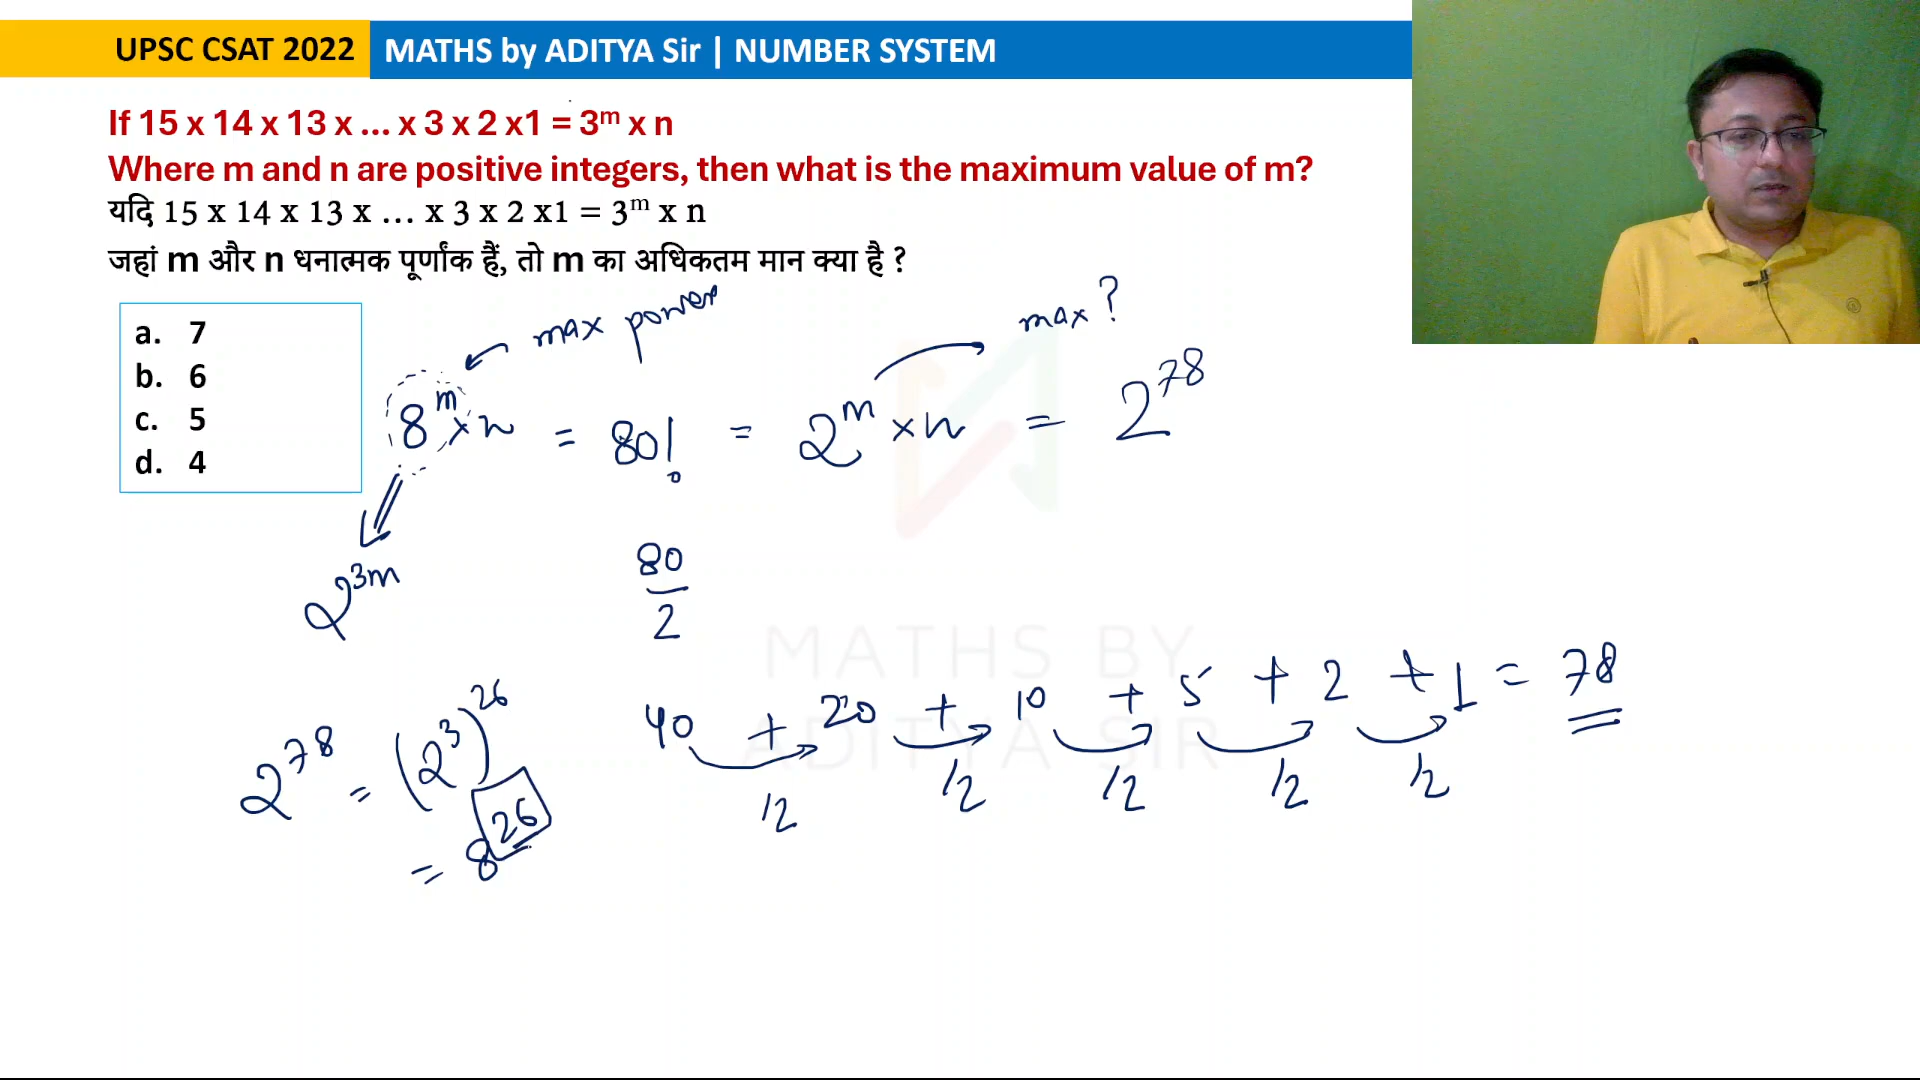 UPSC CSAT 2022 MATHS by ADITYA Sir | NUMBER SYSTEM
If 15 x 14 x 13 x ... x 3 x 2 x1 = 3ᵐ x n
Where m and n are positive integers, then what is the maximum value of m?
यदि 15 x 14 x 13 x … x 3 x 2 x1 = 3ᵐ x n
जहां m और n धनात्मक पूर्णांक हैं, तो m का अधिकतम मान क्या है ?
a. 7
b. 6
c. 5
d. 4
max power
max ?
8ᵐ x n = 80! = 2ᵐ x n = 2⁷⁸
2³ᵐ
80/2
40 + 20 + 10 + 5 + 2 + 1 = 78
/2 /2 /2 /2 /2
2⁷⁸ = (2³)²⁶
= 8²⁶
MATHS BY
ADITYA SIR